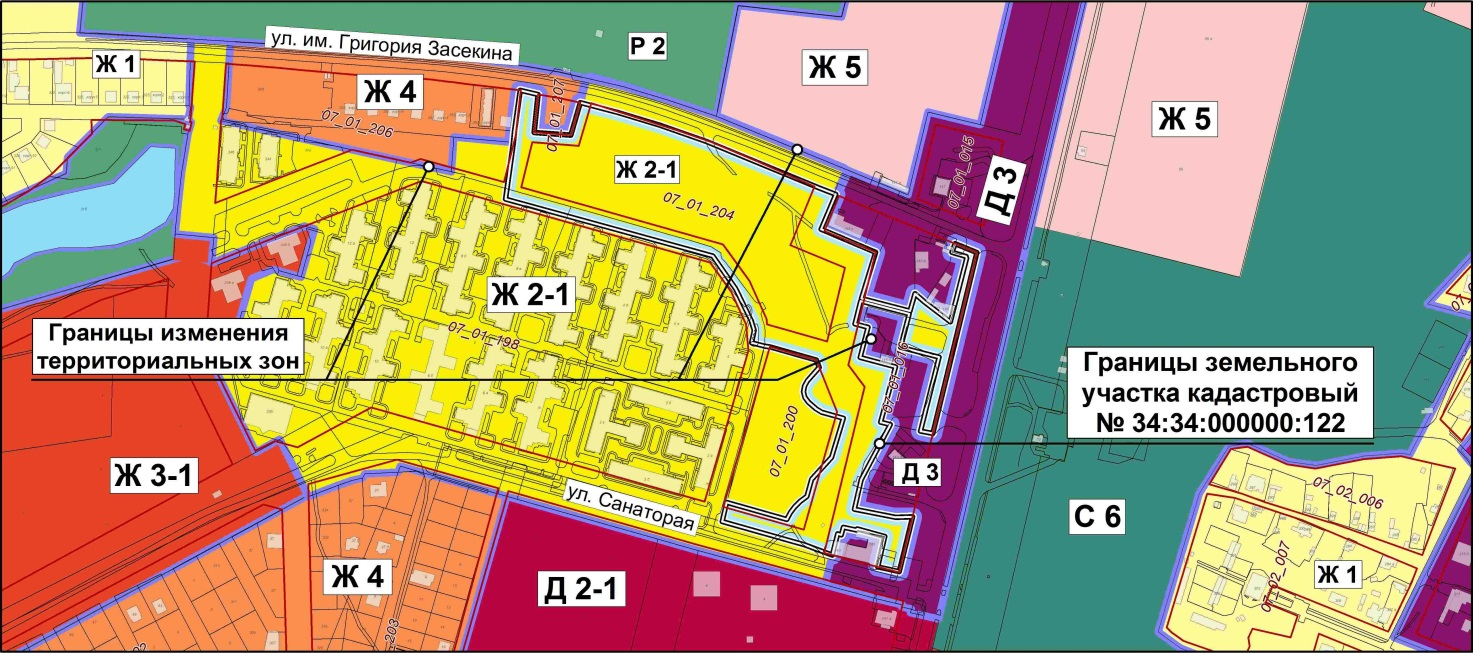 ул. им. Григория Засекина
Р 2
Ж 1
Ж 5
Ж 4
Ж 5
07_01_207
07_01_206
07_01_015
Ж 2-1
Д 3
07_01_204
Ж 2-1
Границы изменения
территориальных зон
07_01_198
07_01_016
Границы земельного
участка кадастровый
№ 34:34:000000:122
07_01_200
Ж 3-1
Д 3
07_02_006
ул. Санаторая
С 6
Ж 4
Д 2-1
07_02_007
Ж 1